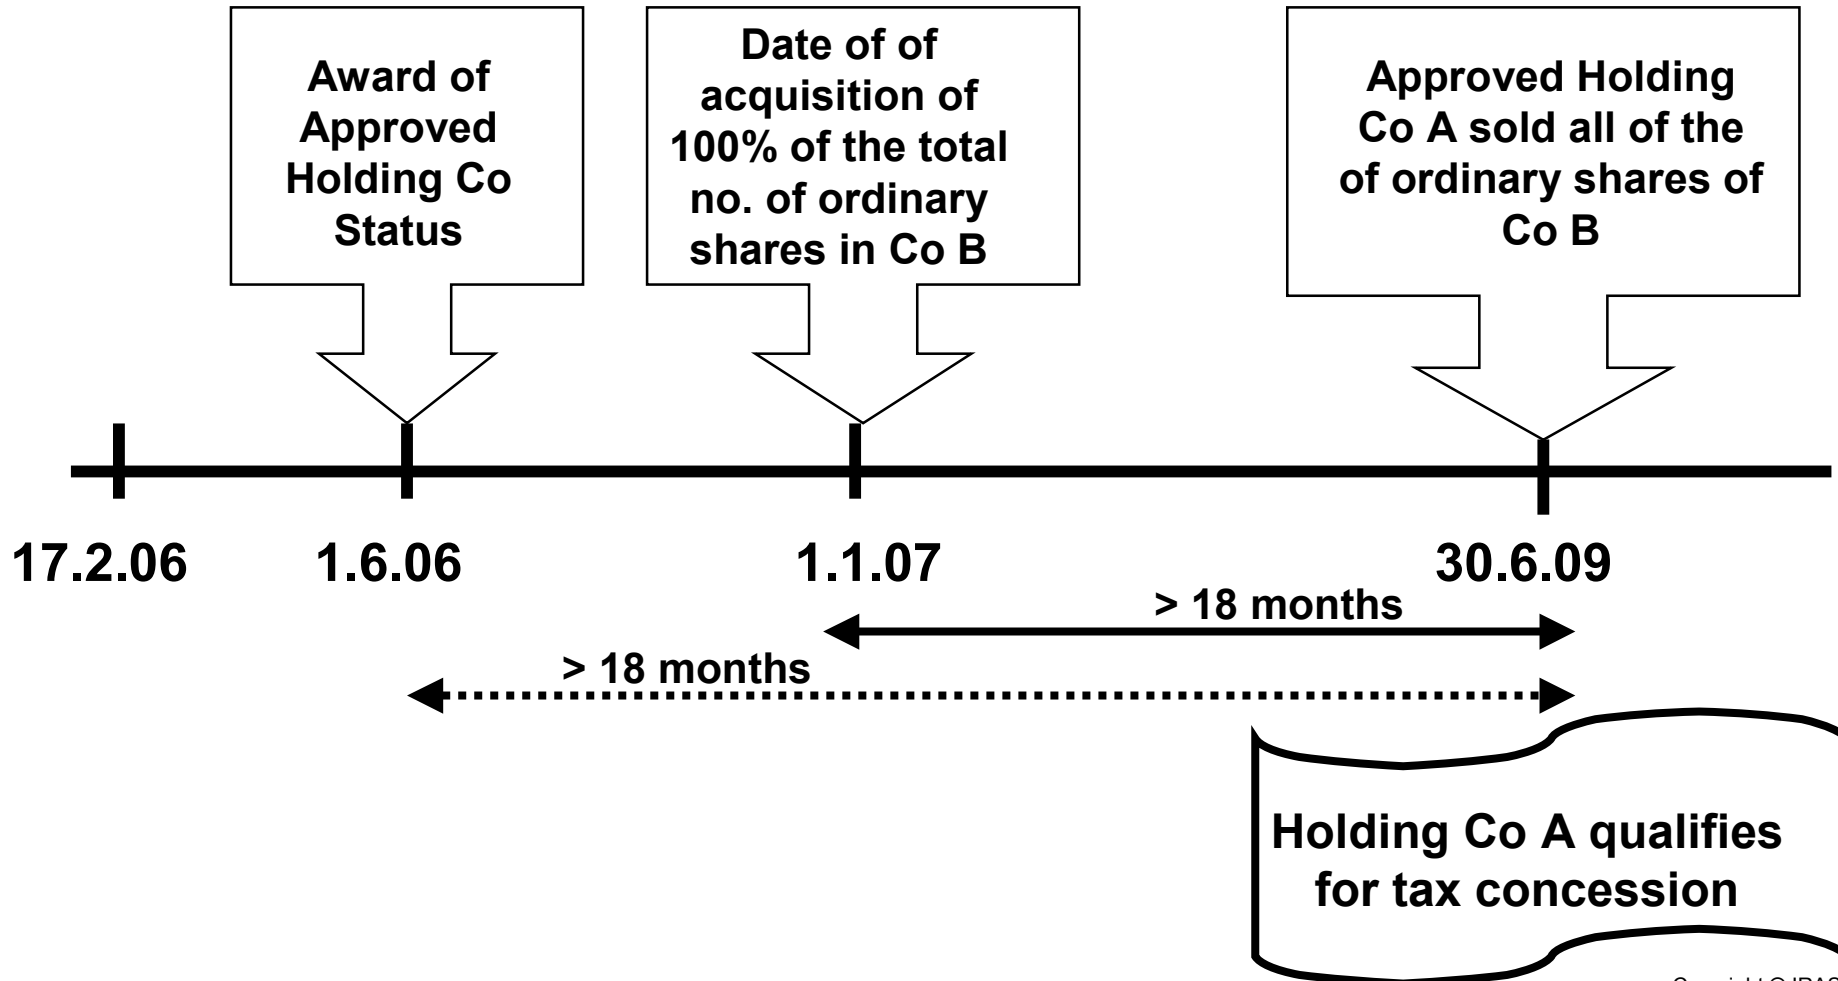 Award of
Approved
Holding Co
Status
Date of of
acquisition of
100% of the total
no. of ordinary
shares in Co B
Approved Holding
Co A sold all of the
of ordinary shares of
Co B
17.2.06
1.6.06
1.1.07
30.6.09
> 18 months
> 18 months
Holding Co A qualifies
for tax concession